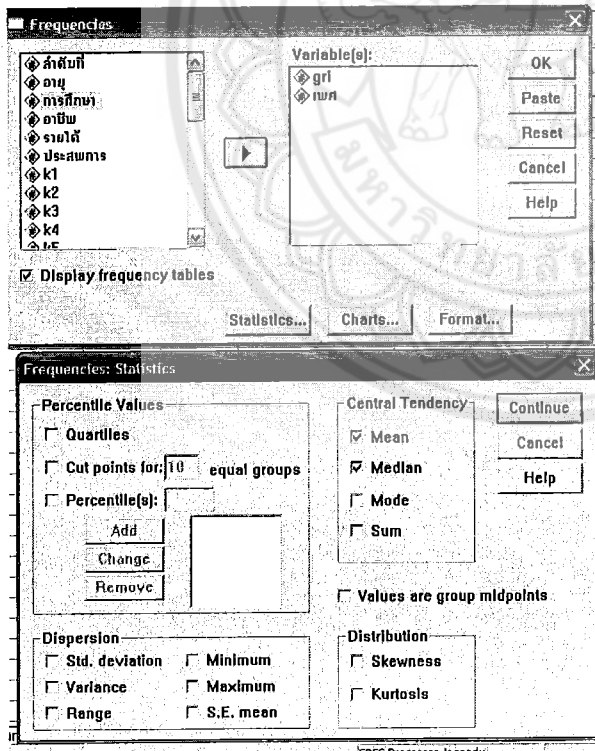 Frequencies
ลำดับที่
อายุ
การศึกษา
อาชีพ
รายได้
ประสพการ
k1
k2
k3
k4
k5
Variable(s):
grl
เพศ
OK
Paste
Reset
Cancel
Help
Display frequency tables
Statistics... Charts... Format...
Frequencies: Statistics
Percentile Values
Quartiles
Cut points for: 10 equal groups
Percentile(s):
Add
Change
Remove
Central Tendency
Mean
Median
Mode
Sum
Continue
Cancel
Help
Values are group midpoints
Dispersion
Std. deviation Minimum
Variance Maximum
Range S.E. mean
Distribution
Skewness
Kurtosis